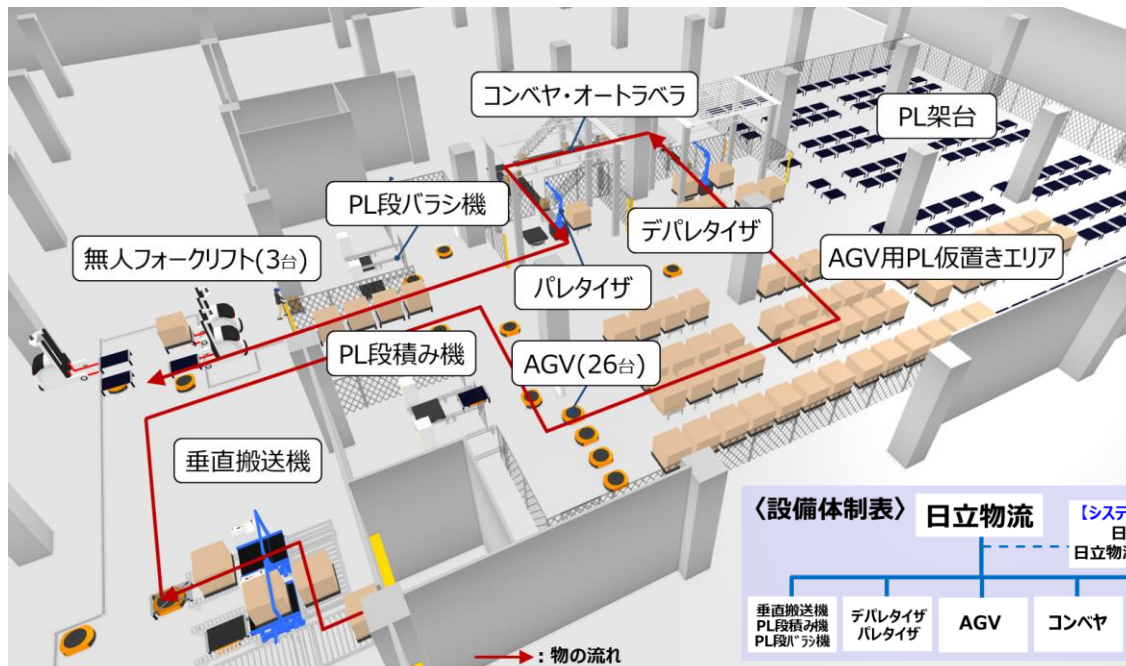 コンベヤ・オートラベラ
PL架台
PL段バラシ機
デパレタイザ
無人フォークリフト(3台)
AGV用PL仮置きエリア
パレタイザ
PL段積み機
AGV(26台)
垂直搬送機
〈設備体制表〉
日立物流
【システ
日
日立物流
垂直搬送機
PL段積み機
PL段バラシ機
デパレタイザ
パレタイザ
AGV
コンベヤ
：物の流れ